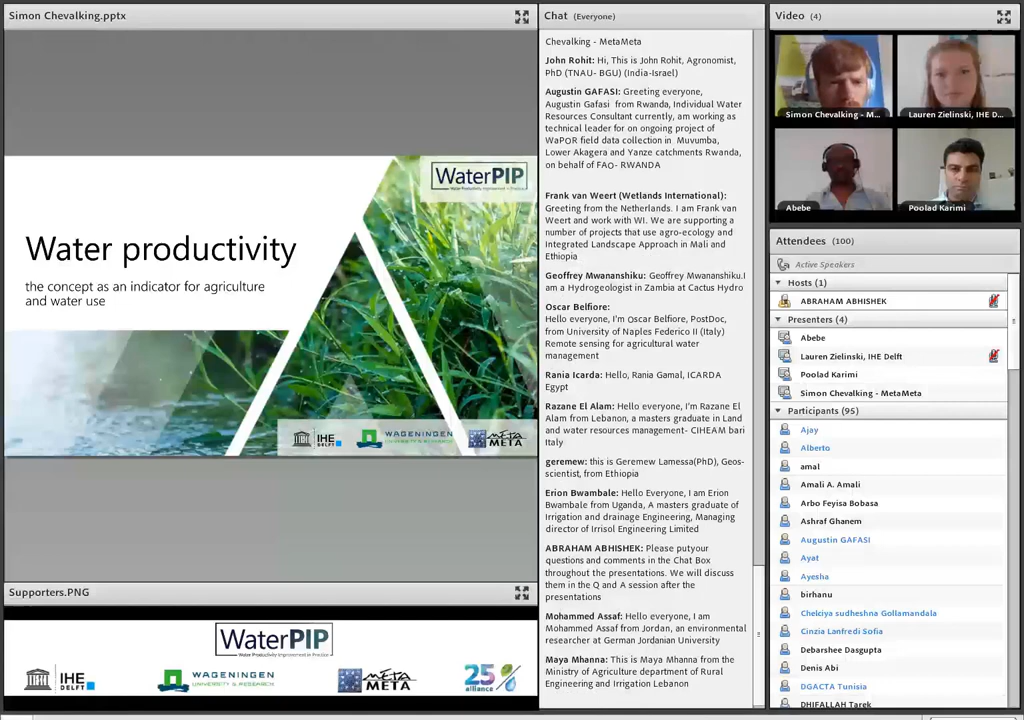 Simon Chevalking.pptx
WaterPIP
Water Productivity Improvement in Practice
Water productivity
the concept as an indicator for agriculture
and water use
IHE
DELFT
WAGENINGEN
UNIVERSITY & RESEARCH
META
META
Supporters.PNG
WaterPIP
Water Productivity Improvement in Practice
IHE
DELFT
WAGENINGEN
UNIVERSITY & RESEARCH
META
META
25
alliance
Chat (Everyone)
Chevalking - MetaMeta
John Rohit: Hi, This is John Rohit, Agronomist,
PhD (TNAU- BGU) (India-Israel)
Augustin GAFASI: Greeting everyone,
Augustin Gafasi from Rwanda, Individual Water
Resources Consultant currently, am working as
technical leader for on ongoing project of
WaPOR field data collection in Muvumba,
Lower Akagera and Yanze catchments Rwanda,
on behalf of FAO- RWANDA
Frank van Weert (Wetlands International):
Greeting from the Netherlands. I am Frank van
Weert and work with WI. We are supporting a
number of projects that use agro-ecology and
Integrated Landscape Approach in Mali and
Ethiopia
Geoffrey Mwananshiku: Geoffrey Mwananshiku.I
am a Hydrogeologist in Zambia at Cactus Hydro
Oscar Belfiore:
Hello everyone, I'm Oscar Belfiore, PostDoc,
from University of Naples Federico II (Italy)
Remote sensing for agricultural water
management
Rania Icarda: Hello, Rania Gamal, ICARDA
Egypt
Razane El Alam: Hello everyone, I'm Razane El
Alam from Lebanon, a masters graduate in Land
and water resources management- CIHEAM bari
Italy
geremew: this is Geremew Lamessa(PhD), Geos-
scientist, from Ethiopia
Erion Bwambale: Hello Everyone, I am Erion
Bwambale from Uganda, A masters graduate of
Irrigation and drainage Engineering, Managing
director of Irrisol Engineering Limited
ABRAHAM ABHISHEK: Please putyour
questions and comments in the Chat Box
throughout the presentations. We will discuss
them in the Q and A session after the
presentations
Mohammed Assaf: Hello everyone, I am
Mohammed Assaf from Jordan, an environmental
researcher at German Jordanian University
Maya Mhanna: This is Maya Mhanna from the
Ministry of Agriculture department of Rural
Engineering and Irrigation Lebanon
Video (4)
Simon Chevalking - M...
Lauren Zielinski, IHE D...
Abebe
Poolad Karimi
Attendees (100)
Active Speakers
Hosts (1)
ABRAHAM ABHISHEK
Presenters (4)
Abebe
Lauren Zielinski, IHE Delft
Poolad Karimi
Simon Chevalking - MetaMeta
Participants (95)
Ajay
Alberto
amal
Amali A. Amali
Arbo Feyisa Bobasa
Ashraf Ghanem
Augustin GAFASI
Ayat
Ayesha
birhanu
Chelciya sudheshna Gollamandala
Cinzia Lanfredi Sofia
Debarshee Dasgupta
Denis Abi
DGACTA Tunisia
DHIFALLAH Tarek